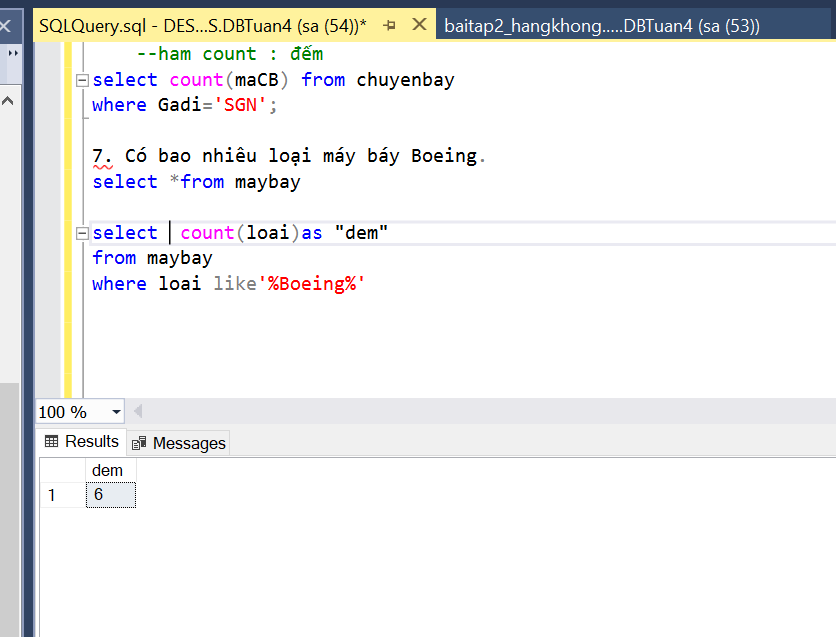 SQLQuery.sql - DES...S.DBTuan4 (sa (54))*
baitap2_hangkhong.....DBTuan4 (sa (53))
--ham count : đếm
select count(maCB) from chuyenbay
where Gadi='SGN';
7. Có bao nhiêu loại máy báy Boeing.
select *from maybay
select  count(loai)as "dem"
from maybay
where loai like'%Boeing%'
100 %
Results
Messages
dem
1 6